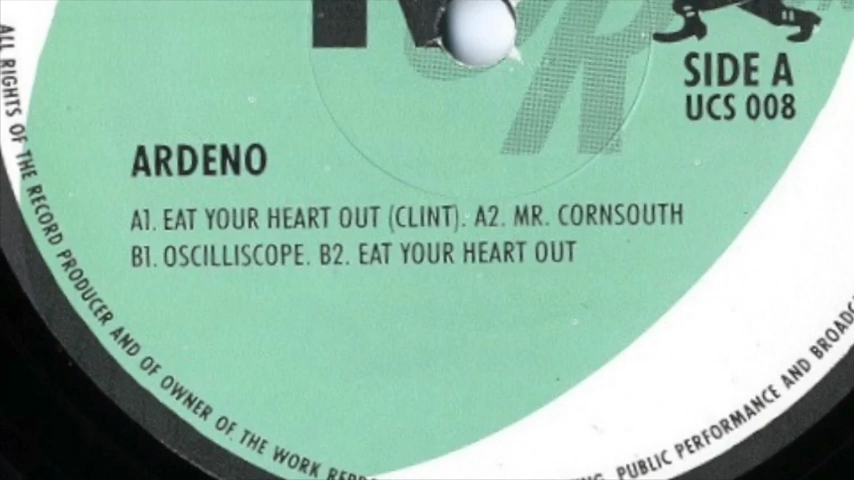 SIDE A
UCS 008
ARDENO
A1. EAT YOUR HEART OUT (CLINT). A2. MR. CORNSOUTH
B1. OSCILLISCOPE. B2. EAT YOUR HEART OUT
ALL RIGHTS OF THE RECORD PRODUCER AND OF OWNER OF THE WORK
PUBLIC PERFORMANCE AND